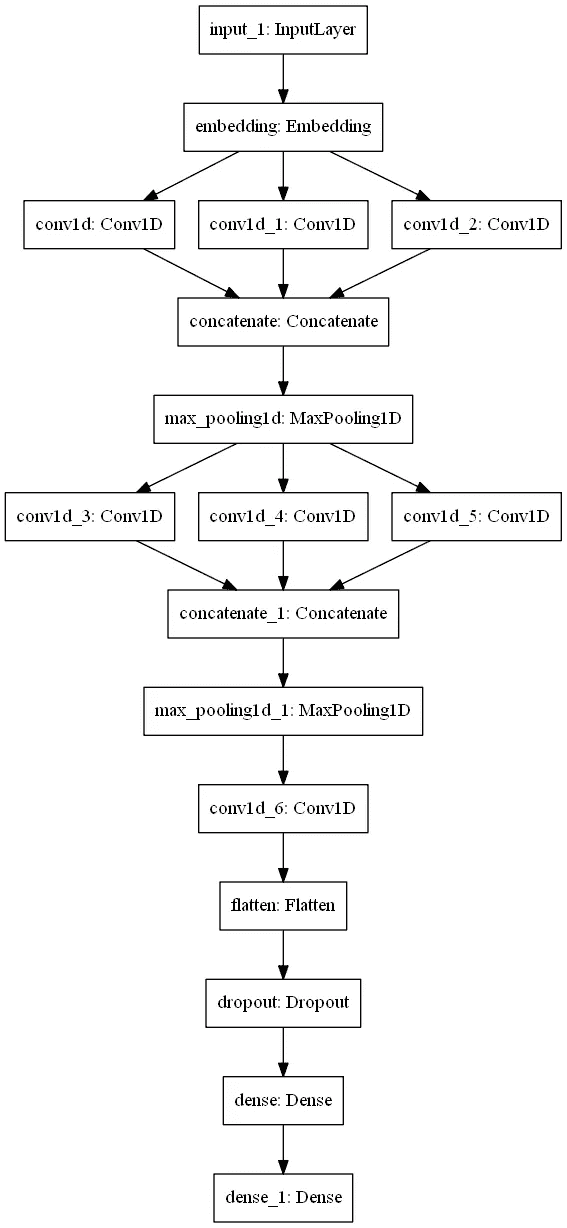 input_1: InputLayer
embedding: Embedding
conv1d: Conv1D
conv1d_1: Conv1D
conv1d_2: Conv1D
concatenate: Concatenate
max_pooling1d: MaxPooling1D
conv1d_3: Conv1D
conv1d_4: Conv1D
conv1d_5: Conv1D
concatenate_1: Concatenate
max_pooling1d_1: MaxPooling1D
conv1d_6: Conv1D
flatten: Flatten
dropout: Dropout
dense: Dense
dense_1: Dense